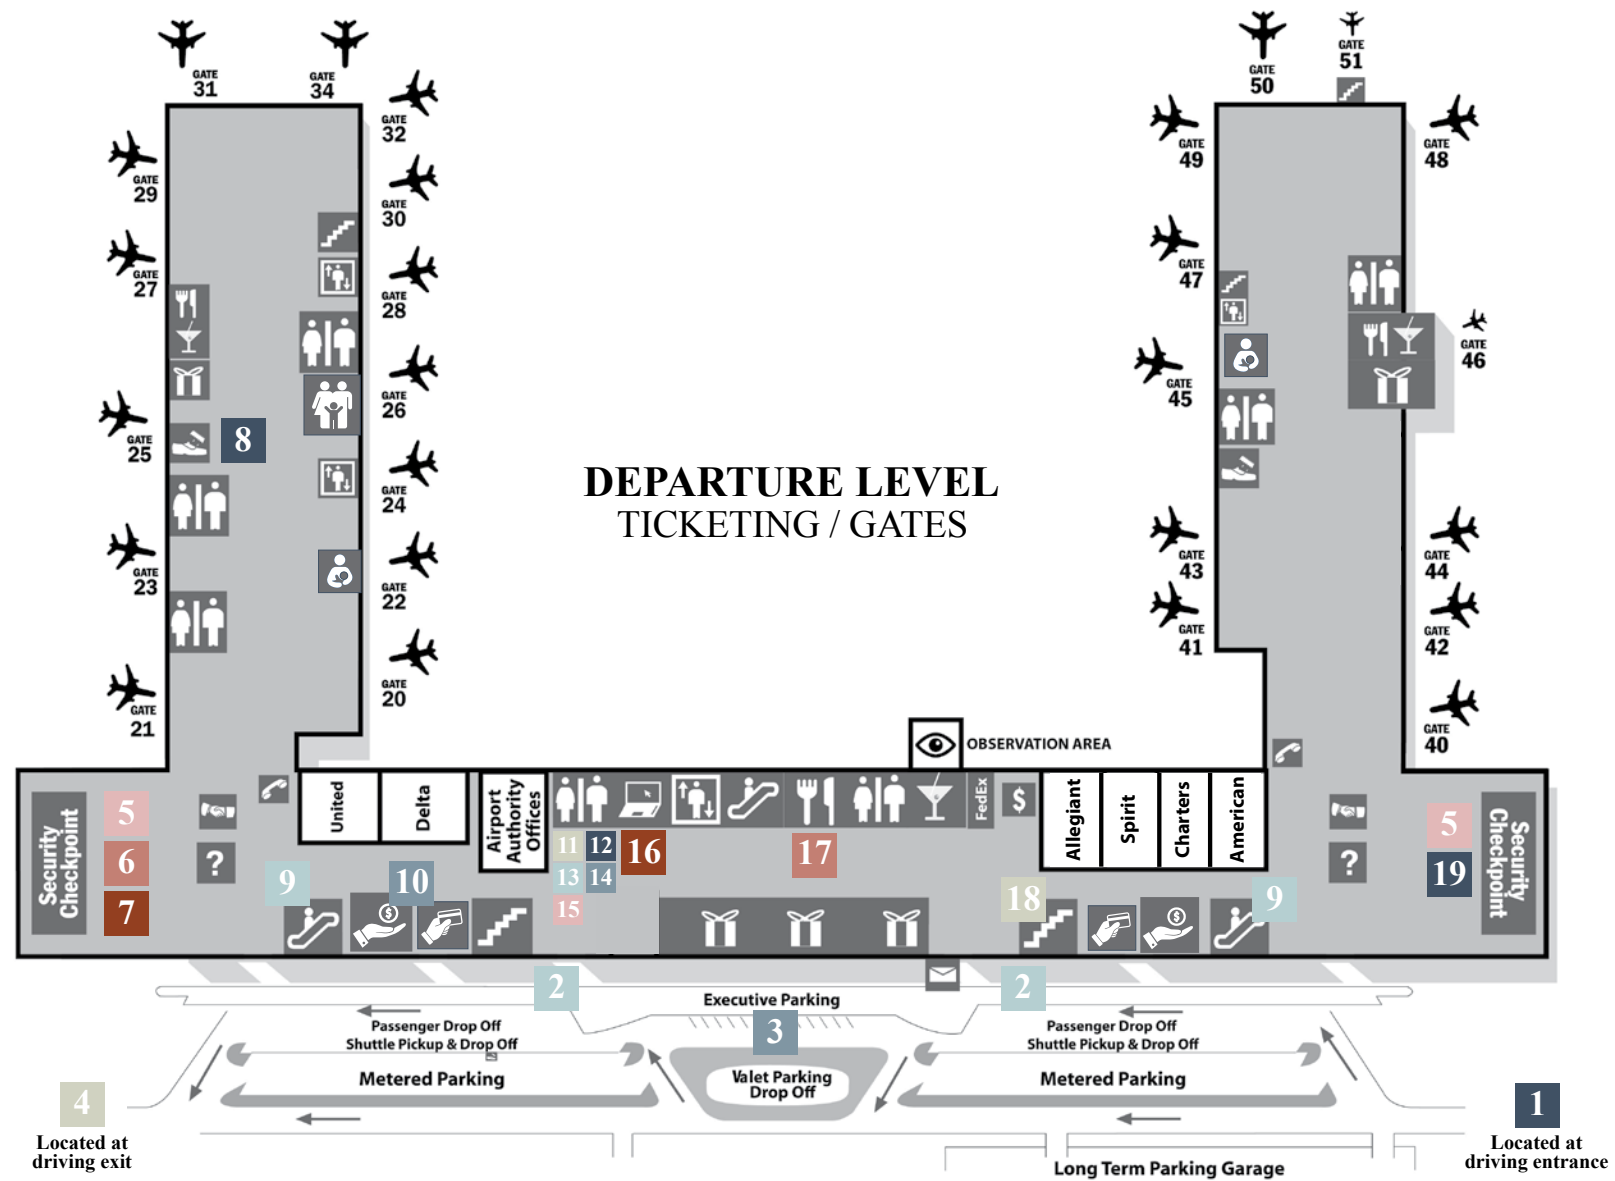 GATE
31
GATE
34
GATE
32
GATE
29
GATE
30
GATE
27
GATE
28
GATE
26
GATE
25
8
GATE
24
GATE
23
GATE
22
GATE
21
GATE
20
GATE
50
GATE
51
GATE
49
GATE
48
GATE
47
GATE
46
GATE
45
GATE
43
GATE
44
GATE
41
GATE
42
GATE
40
DEPARTURE LEVEL
TICKETING / GATES
OBSERVATION AREA
Security
Checkpoint
5
6
7
?
United
Delta
Airport
Authority
Offices
FedEx
$
Allegiant
Spirit
Charters
American
?
5
19
Security
Checkpoint
9
10
$
11
12
13
14
15
16
17
18
$
9
2
2
Executive Parking
3
Passenger Drop Off
Shuttle Pickup & Drop Off
Metered Parking
Valet Parking
Drop Off
Passenger Drop Off
Shuttle Pickup & Drop Off
Metered Parking
4
Located at
driving exit
1
Located at
driving entrance
Long Term Parking Garage